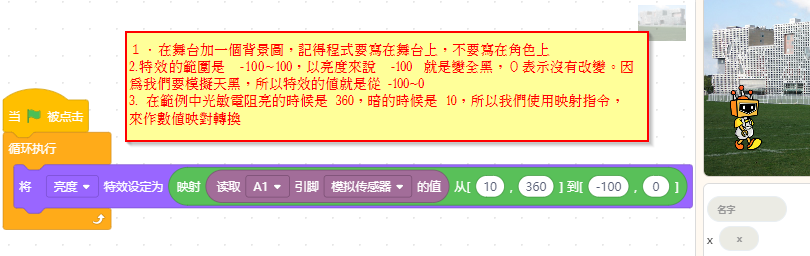 1．在舞台加一個背景圖，記得程式要寫在舞台上，不要寫在角色上
2.特效的範圍是 -100~100，以亮度來說 -100 就是變全黑，0 表示沒有改變。因
為我們要模擬天黑，所以特效的值就是從 -100~0
3. 在範例中光敏電阻亮的時候是 360，暗的時候是 10，所以我們使用映射指令，
來作數值映對轉換
当 被点击
循环执行
将 亮度 特效设定为 映射 读取 A1 引脚 模拟传感器 的值 从[ 10 , 360 ] 到[ -100 , 0 ]
名字
x x